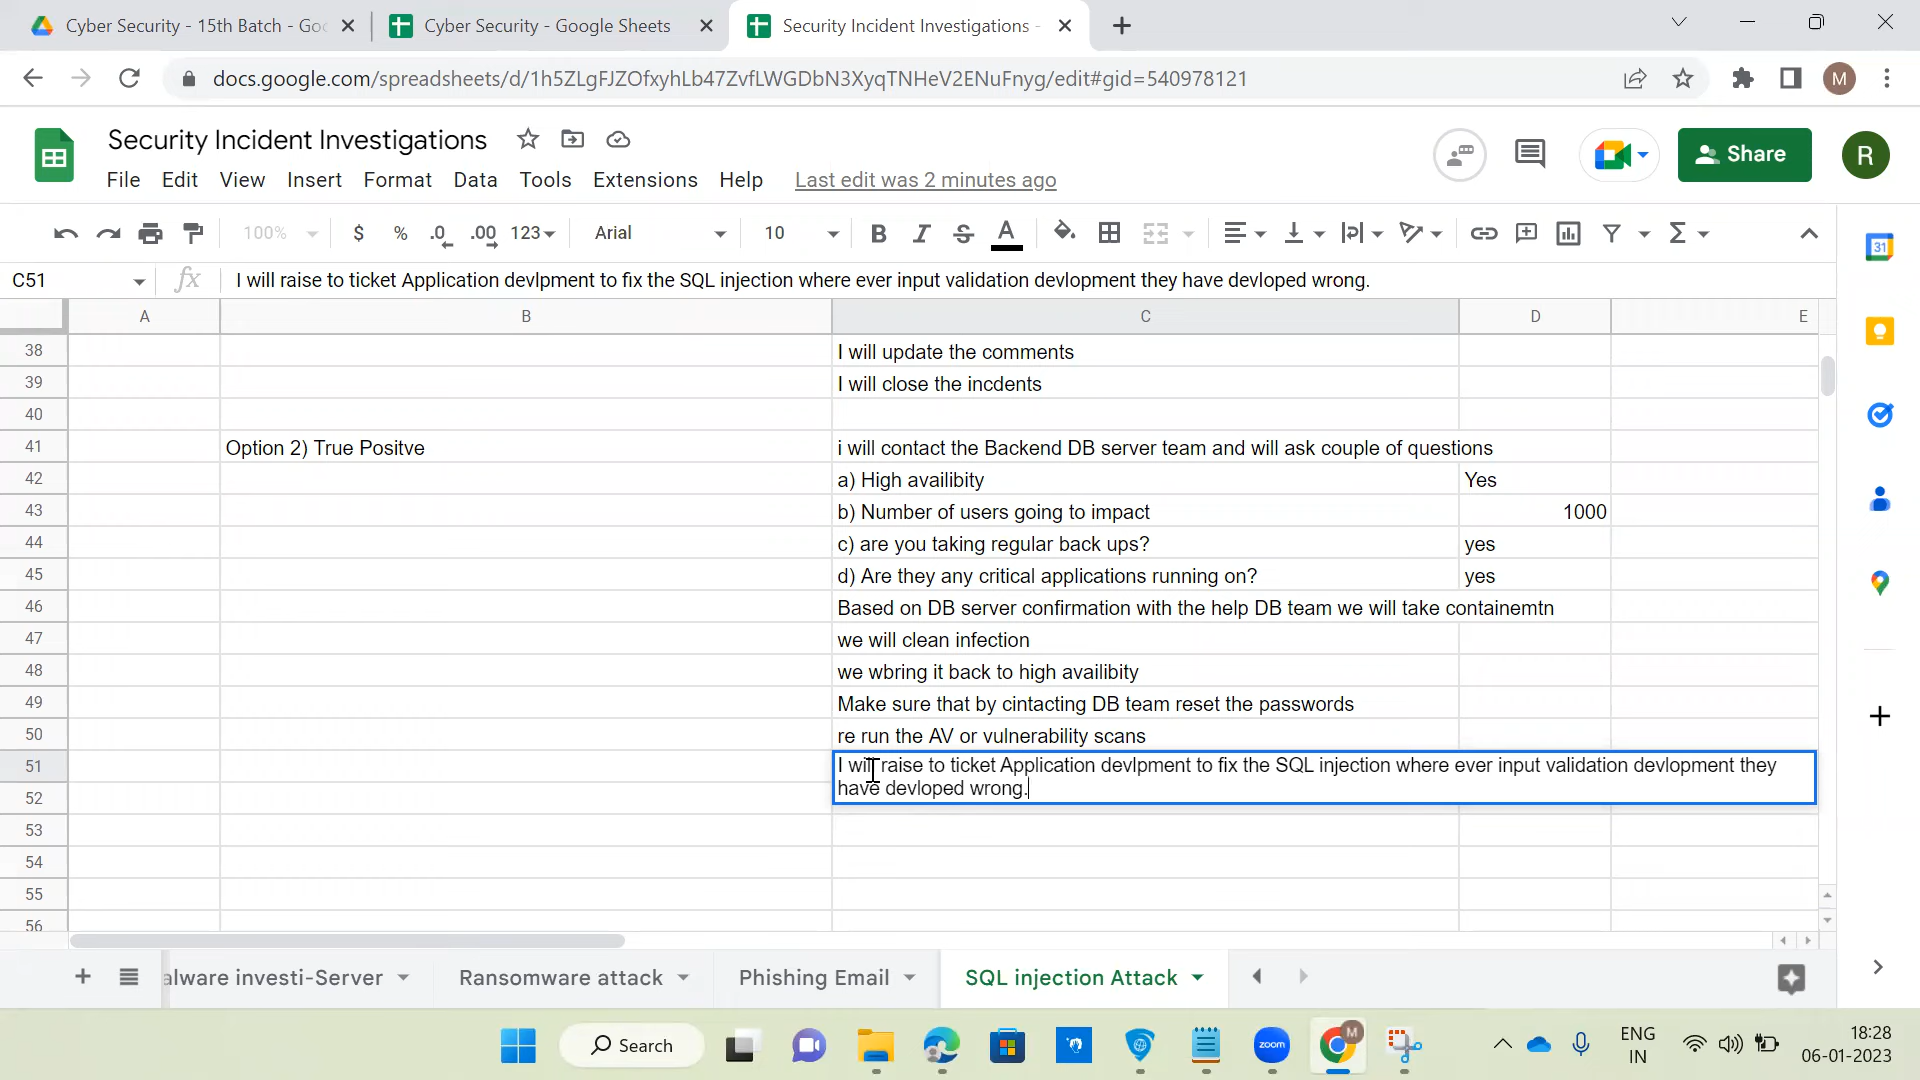 Cyber Security - 15th Batch - Goo
Cyber Security - Google Sheets
Security Incident Investigations -
docs.google.com/spreadsheets/d/1h5ZLgFJZOfxyhLb47ZvfLWGDbN3XyqTNHeV2ENuFnyg/edit#gid=540978121
M
Security Incident Investigations
Share
R
File Edit View Insert Format Data Tools Extensions Help Last edit was 2 minutes ago
100% $ % .0 .00 123 Arial 10 B I S A
31
C51 fx I will raise to ticket Application devlpment to fix the SQL injection where ever input validation devlopment they have devloped wrong.
A B C D E
38 I will update the comments
39 I will close the incdents
40
41 Option 2) True Positve i will contact the Backend DB server team and will ask couple of questions
42 a) High availibity Yes
43 b) Number of users going to impact 1000
44 c) are you taking regular back ups? yes
45 d) Are they any critical applications running on? yes
46 Based on DB server confirmation with the help DB team we will take containemtn
47 we will clean infection
48 we wbring it back to high availibity
49 Make sure that by cintacting DB team reset the passwords
50 re run the AV or vulnerability scans
51 I will raise to ticket Application devlpment to fix the SQL injection where ever input validation devlopment they
52 have devloped wrong.
53
54
55
56
alware investi-Server Ransomware attack Phishing Email SQL injection Attack
Search zoom M ENG 18:28
IN 06-01-2023